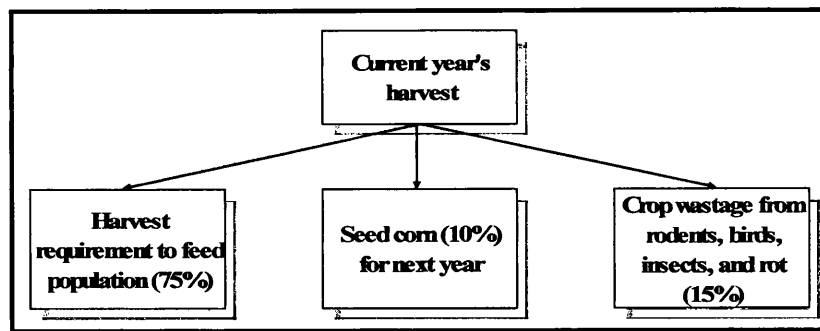 Current year's
harvest
Harvest
requirement to feed
population (75%)
Seed corn (10%)
for next year
Crop wastage from
rodents, birds,
insects, and rot
(15%)